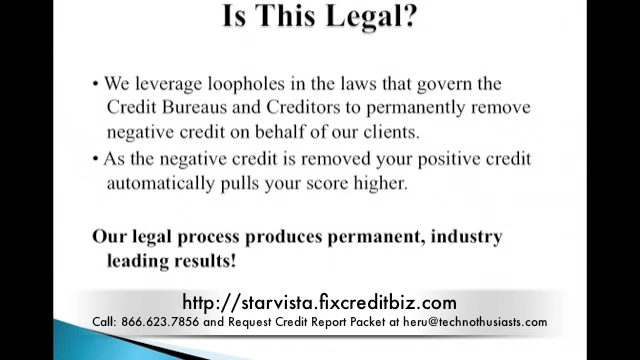 Is This Legal?
• We leverage loopholes in the laws that govern the
Credit Bureaus and Creditors to permanently remove
negative credit on behalf of our clients.
• As the negative credit is removed your positive credit
automatically pulls your score higher.
Our legal process produces permanent, industry
leading results!
http://starvista.fixcreditbiz.com
Call: 866.623.7856 and Request Credit Report Packet at heru@technothusiasts.com